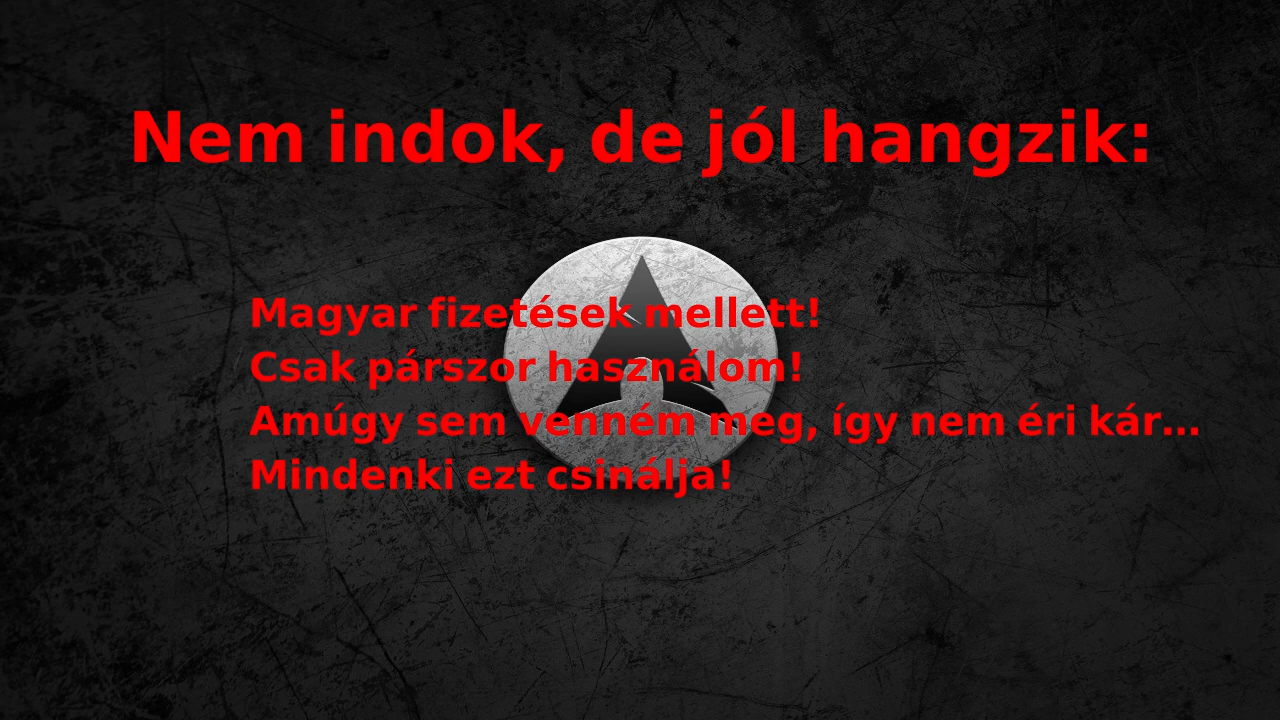 Nem indok, de jól hangzik:
Magyar fizetések mellett!
Csak párszor használom!
Amúgy sem venném meg, így nem éri kár…
Mindenki ezt csinálja!